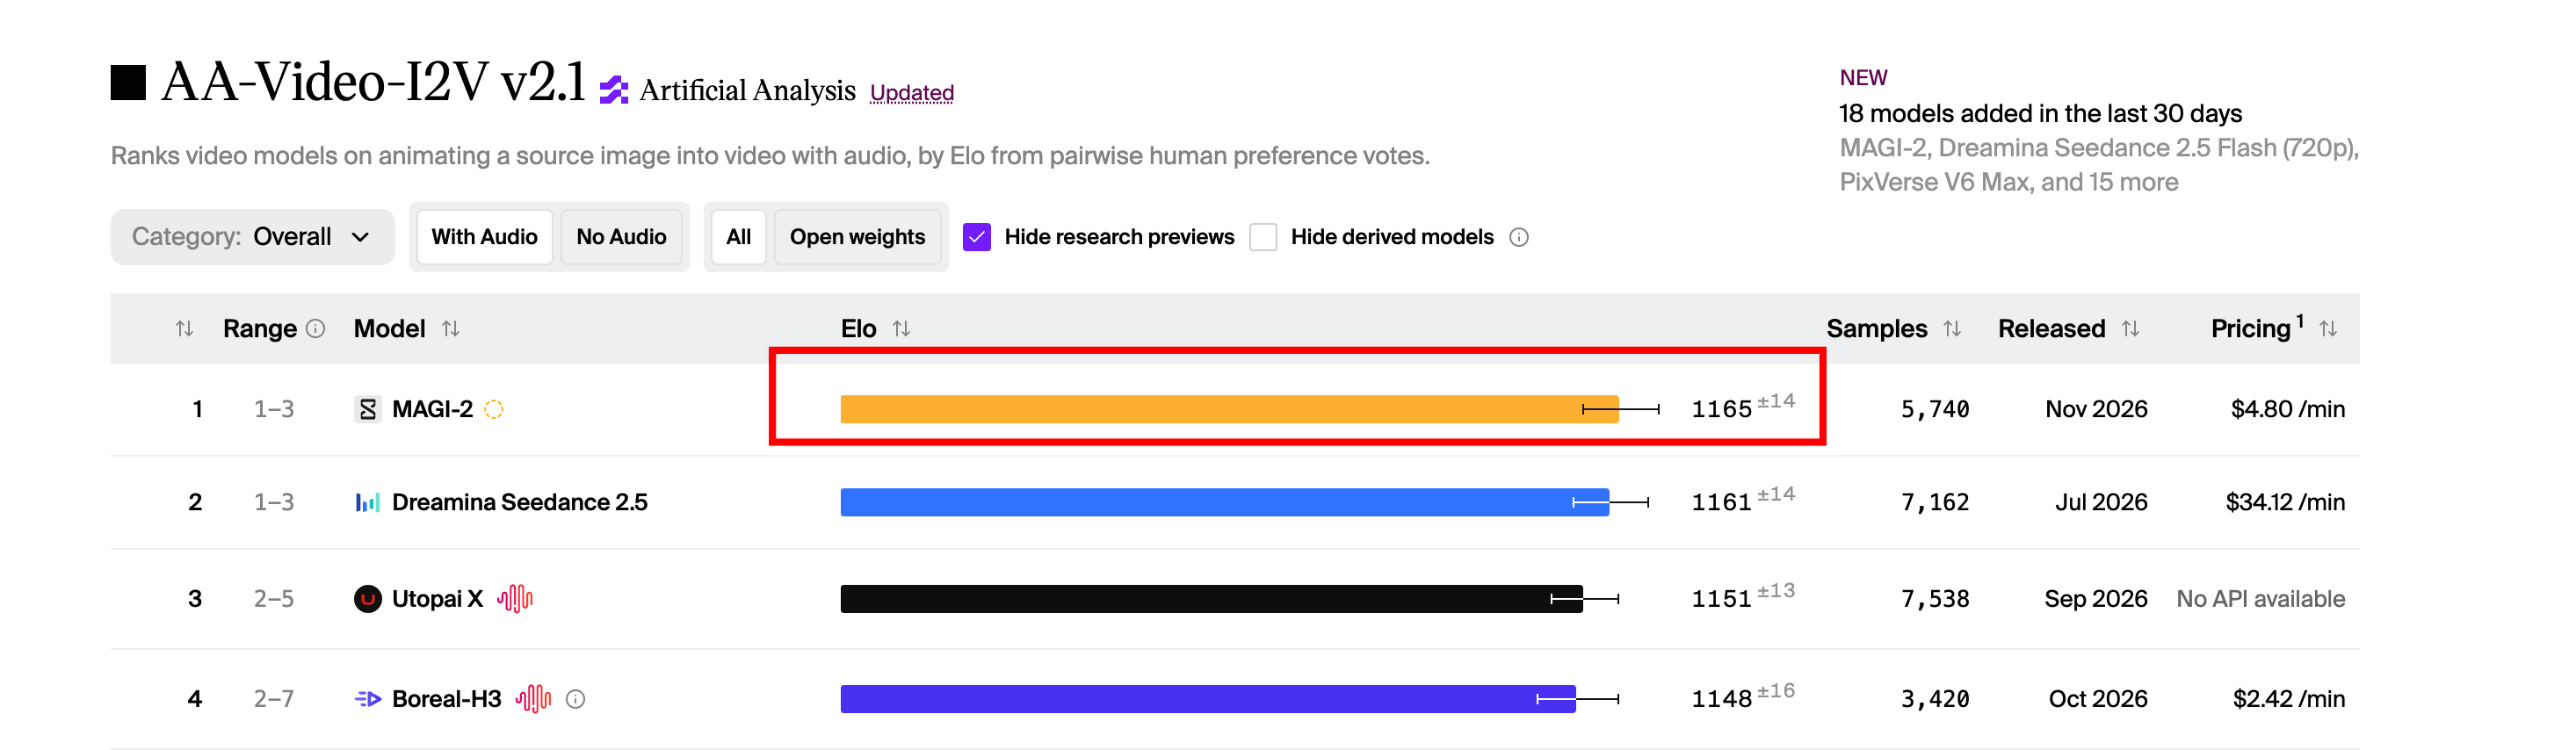 AA-Video-I2V v2.1 Artificial Analysis Updated
Ranks video models on animating a source image into video with audio, by Elo from pairwise human preference votes.
NEW
18 models added in the last 30 days
MAGI-2, Dreamina Seedance 2.5 Flash (720p),
PixVerse V6 Max, and 15 more
Category: Overall With Audio No Audio All Open weights Hide research previews Hide derived models
Range Model Elo Samples Released Pricing 1
1 1–3 MAGI-2 1165 ±14 5,740 Nov 2026 $4.80 /min
2 1–3 Dreamina Seedance 2.5 1161 ±14 7,162 Jul 2026 $34.12 /min
3 2–5 Utopai X 1151 ±13 7,538 Sep 2026 No API available
4 2–7 Boreal-H3 1148 ±16 3,420 Oct 2026 $2.42 /min